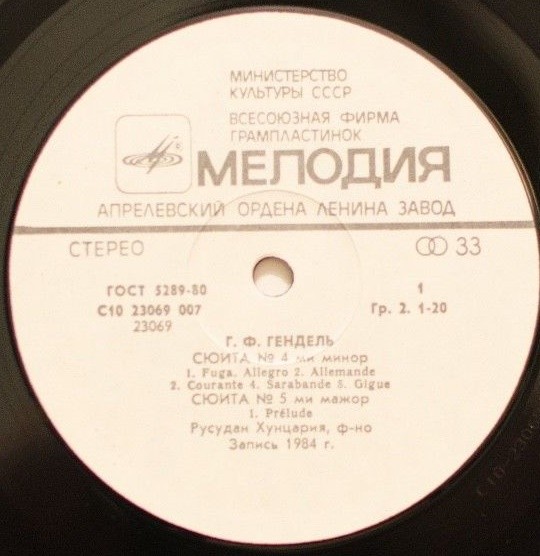 МИНИСТЕРСТВО
КУЛЬТУРЫ СССР
ВСЕСОЮЗНАЯ ФИРМА
ГРАМПЛАСТИНОК
МЕЛОДИЯ
АПРЕЛЕВСКИЙ ОРДЕНА ЛЕНИНА ЗАВОД
СТЕРЕО 33
ГОСТ 5289-80 1
С10 23069 007 Гр. 2. 1-20
23069
Г. Ф. ГЕНДЕЛЬ
СЮИТА № 4 ми минор
1. Fuga. Allegro 2. Allemande
2. Courante 4. Sarabande 5. Gigue
СЮИТА № 5 ми мажор
1. Prélude
Русудан Хунцария, ф-но
Запись 1984 г.